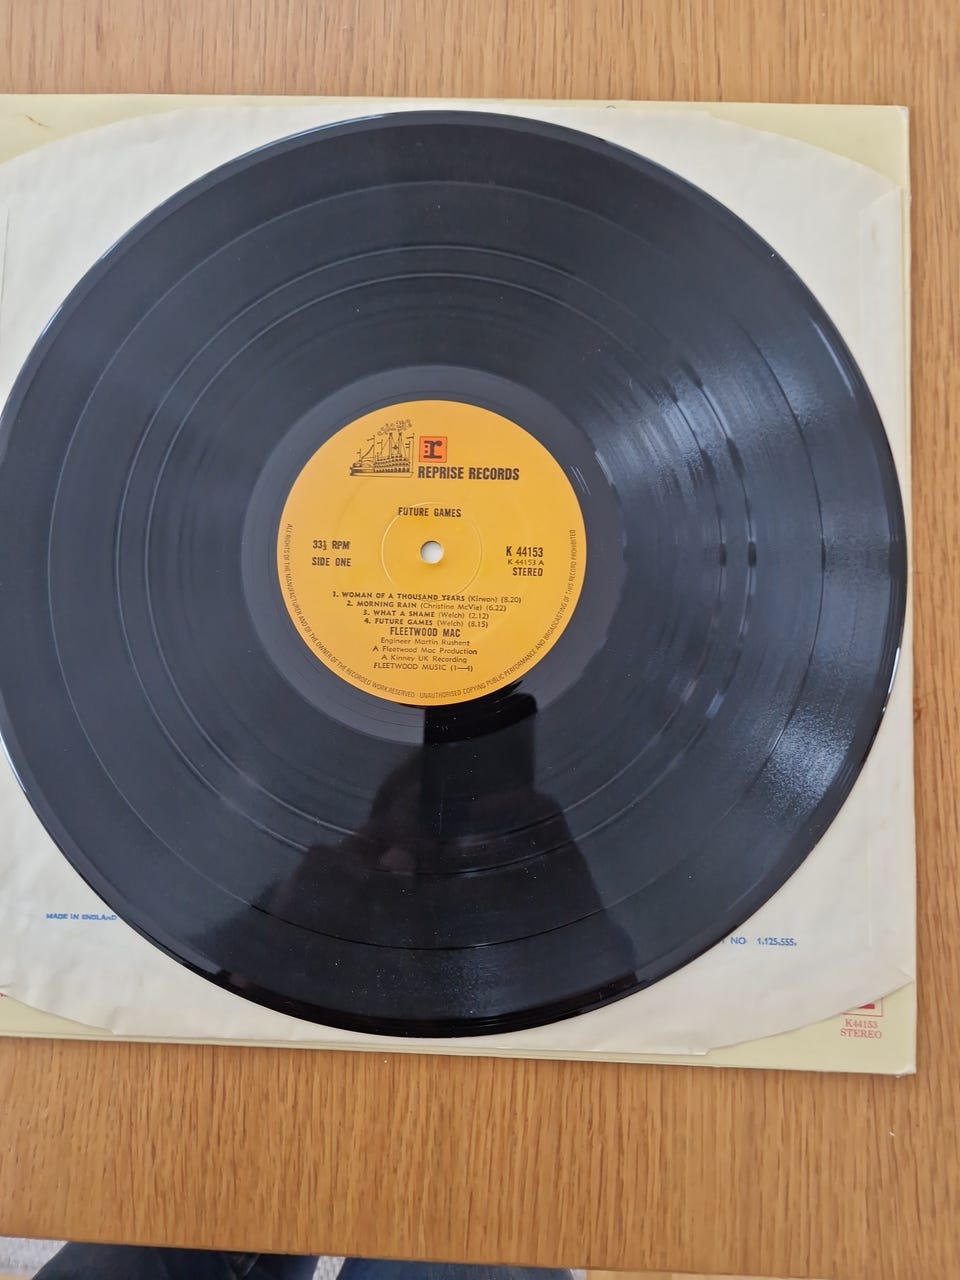 r:
REPRISE RECORDS
FUTURE GAMES
33⅓ RPM
SIDE ONE
K 44153
K 44153 A
STEREO
1. WOMAN OF A THOUSAND YEARS (Kirwan) (8.20)
2. MORNING RAIN (Christine McVie) (6.22)
3. WHAT A SHAME (Welch) (2.12)
4. FUTURE GAMES (Welch) (8.15)
FLEETWOOD MAC
Engineer Martin Rushent
A Fleetwood Mac Production
A Kinney UK Recording
FLEETWOOD MUSIC (1—4)
ALL RIGHTS OF THE MANUFACTURER AND OF THE OWNER OF THE RECORDED WORK RESERVED · UNAUTHORISED COPYING PUBLIC PERFORMANCE AND BROADCASTING OF THIS RECORD PROHIBITED
MADE IN ENGLAND
NO 1,125,555.
K44153
STEREO